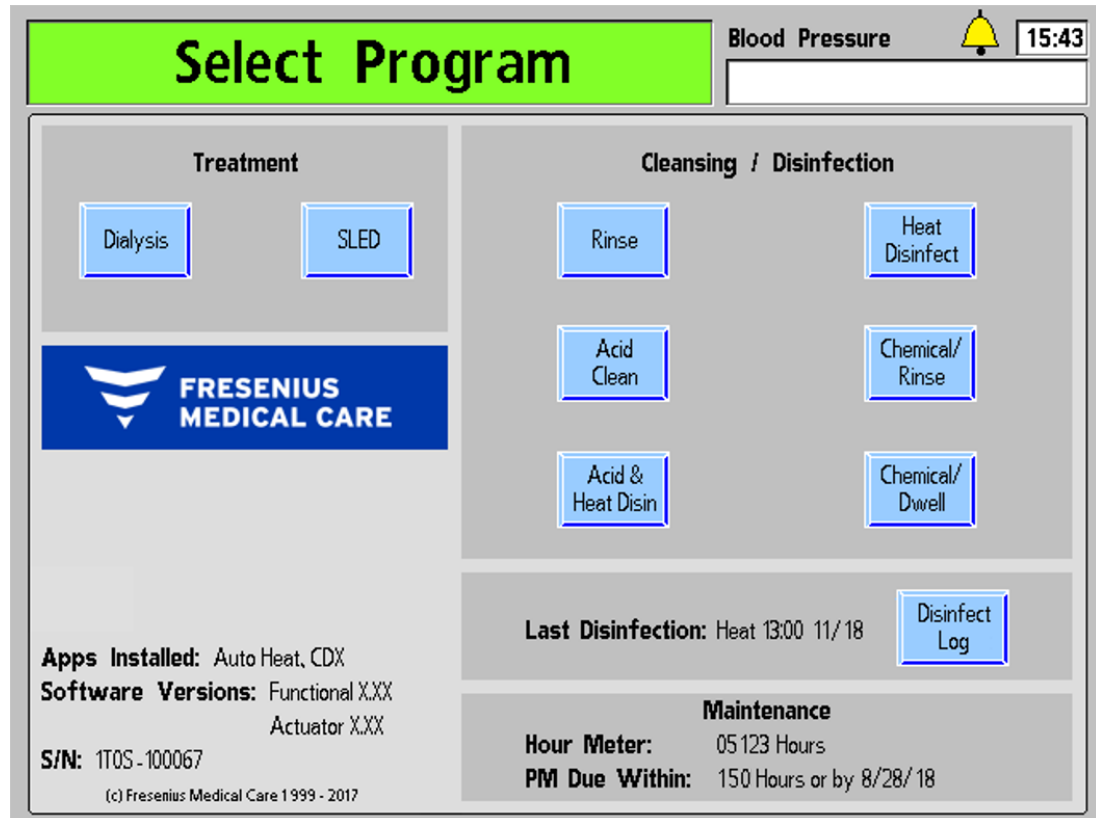 Select Program
Blood Pressure
15:43
Treatment
Dialysis
SLED
FRESENIUS
MEDICAL CARE
Apps Installed: Auto Heat, CDX
Software Versions: Functional X.XX
Actuator X.XX
S/N: 1T0S-100067
(c) Fresenius Medical Care 1999 - 2017
Cleansing / Disinfection
Rinse
Heat
Disinfect
Acid
Clean
Chemical/
Rinse
Acid &
Heat Disin
Chemical/
Dwell
Last Disinfection: Heat 13:00 11/18
Disinfect
Log
Maintenance
Hour Meter: 05123 Hours
PM Due Within: 150 Hours or by 8/28/18